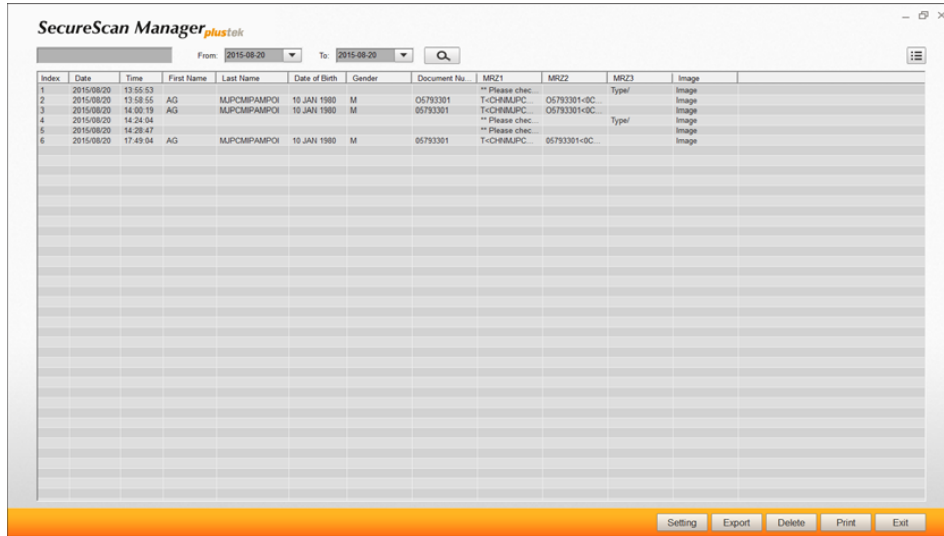 SecureScan Manager plustek
From: 2015-08-20 To: 2015-08-20
Index Date Time First Name Last Name Date of Birth Gender Document Nu... MRZ1 MRZ2 MRZ3 Image
1 2015/08/20 13:55:53 ** Please chec... Type/ Image
2 2015/08/20 13:58:55 AG MJPCMIPAMPOI 10 JAN 1980 M O5793301 T<CHNMJPC... O5793301<0C... Image
3 2015/08/20 14:00:19 AG MJPCMIPAMPOI 10 JAN 1980 M 05793301 T<CHNMJPC... O5793301<0C... Image
4 2015/08/20 14:24:04 ** Please chec... Type/ Image
5 2015/08/20 14:28:47 ** Please chec... Image
6 2015/08/20 17:49:04 AG MJPCMIPAMPOI 10 JAN 1980 M 05793301 T<CHNMJPC... 05793301<0C... Image
Setting Export Delete Print Exit